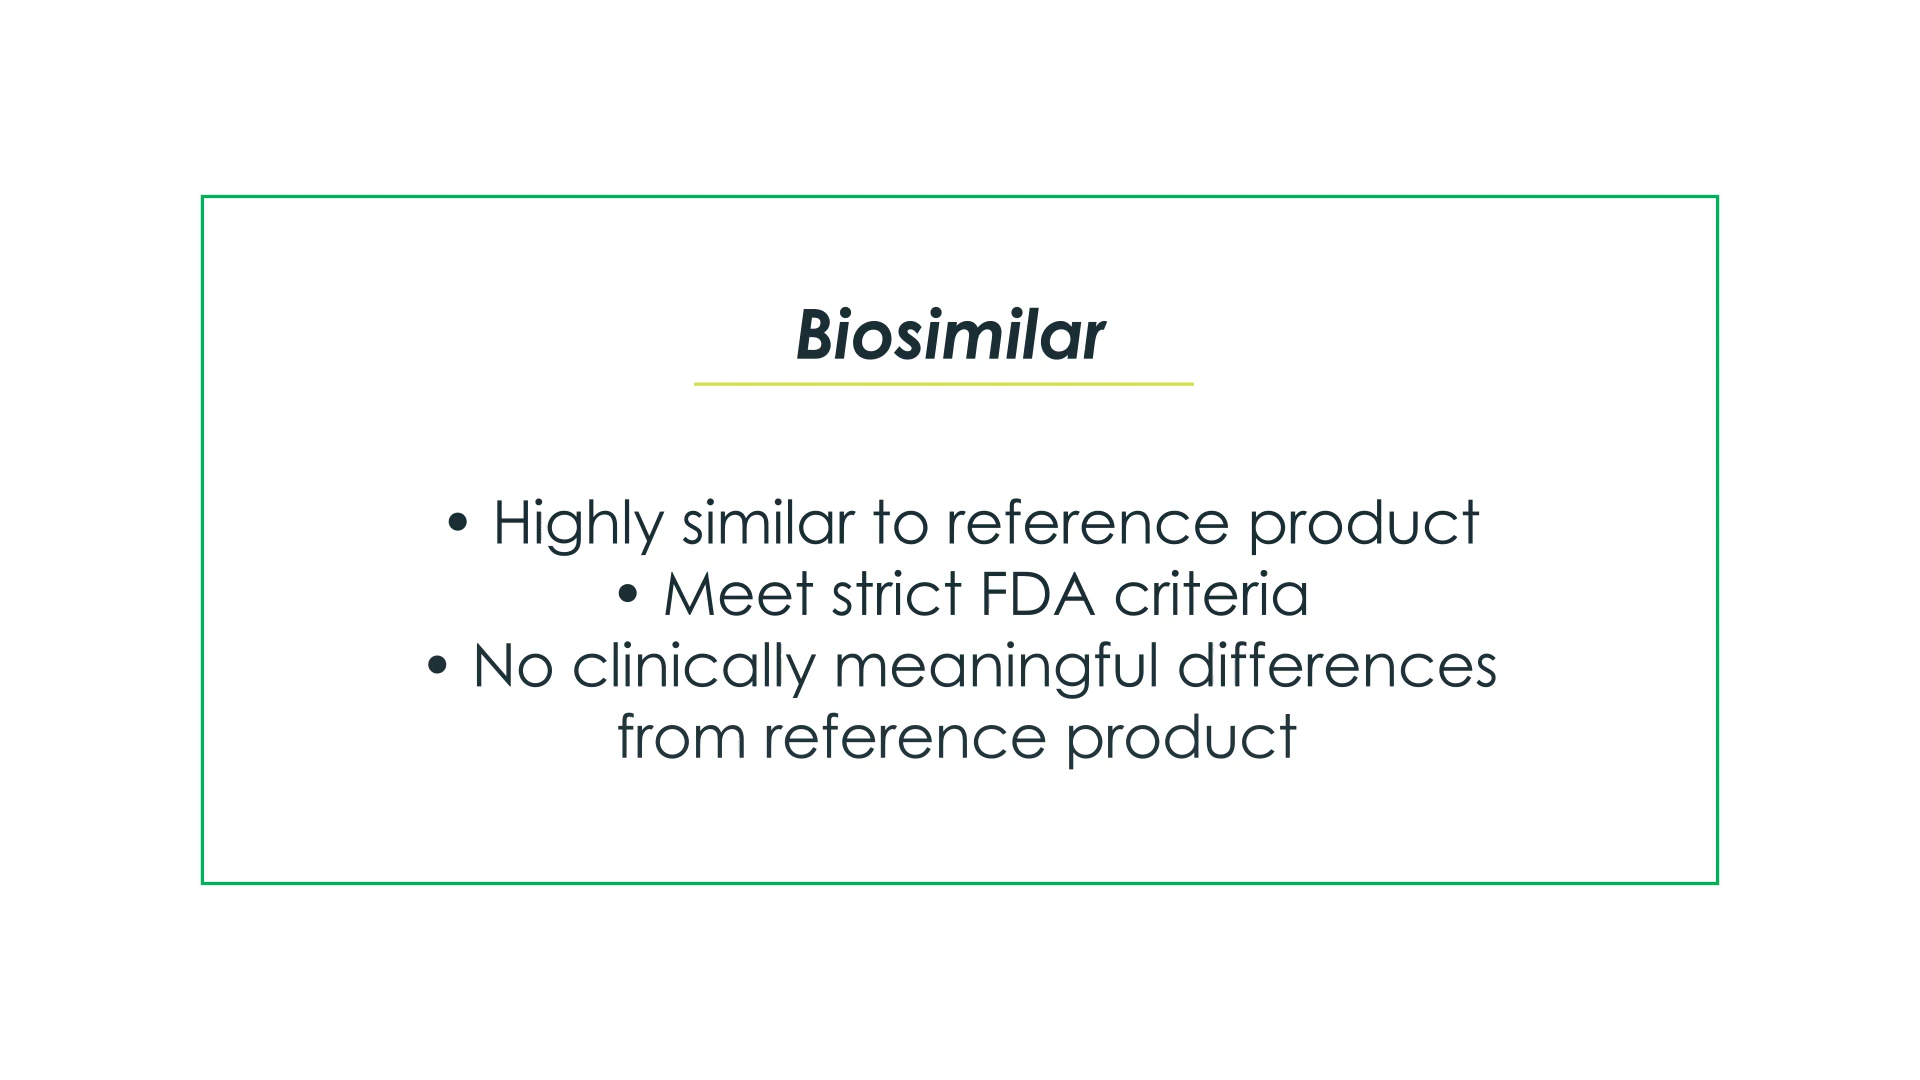 Biosimilar
• Highly similar to reference product
• Meet strict FDA criteria
• No clinically meaningful differences
from reference product